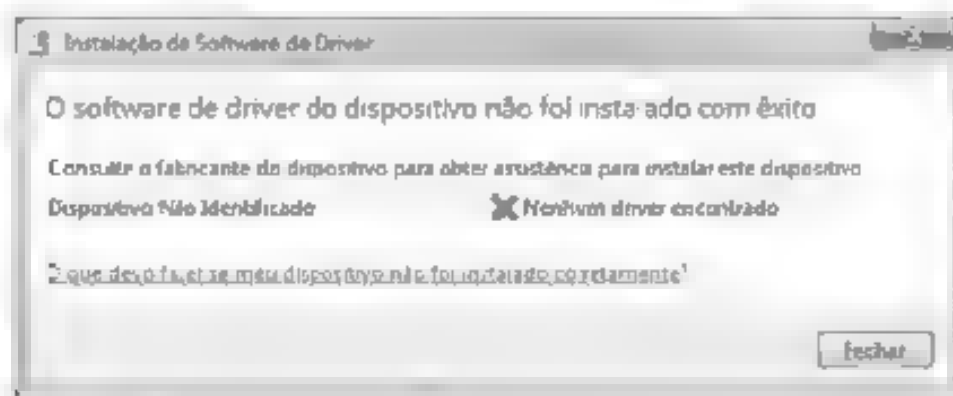 Instalação de Software de Driver
O software de driver do dispositivo não foi instalado com êxito
Consulte o fabricante do dispositivo para obter assistência para instalar este dispositivo
Dispositivo Não Identificado
Nenhum driver encontrado
O que devo fazer se meu dispositivo não foi instalado corretamente?
Fechar